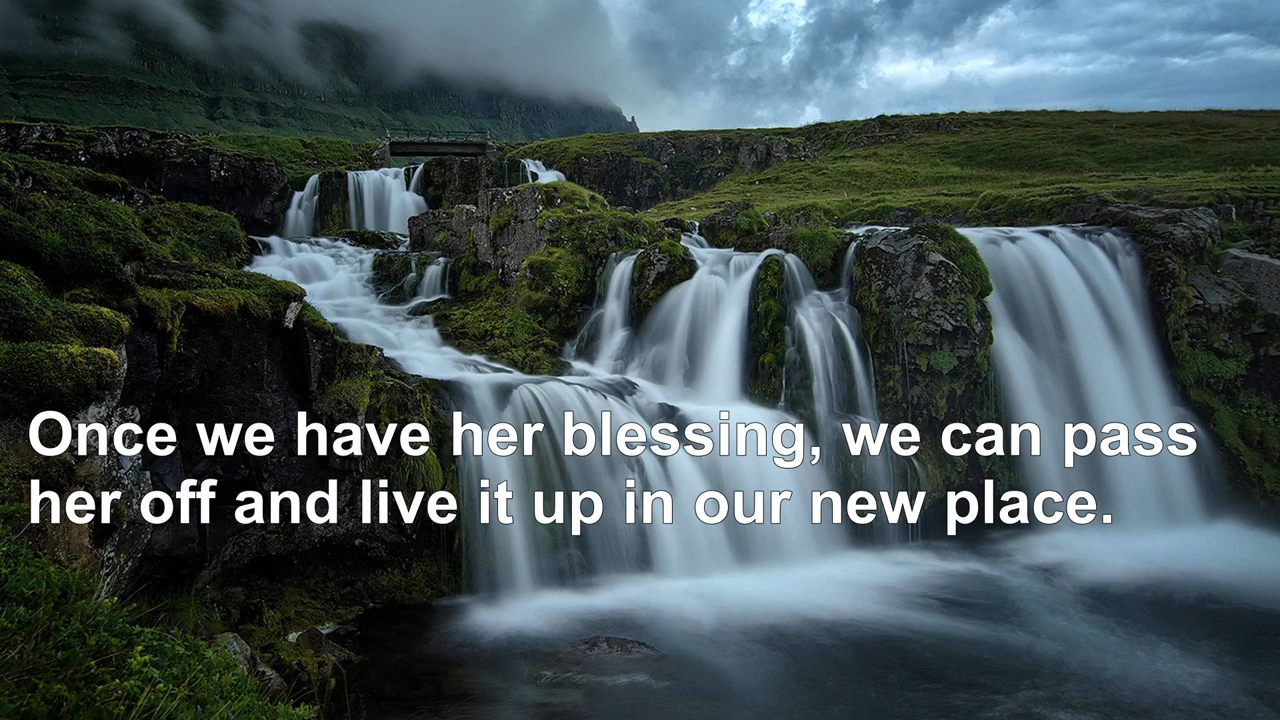 Once we have her blessing, we can pass
her off and live it up in our new place.